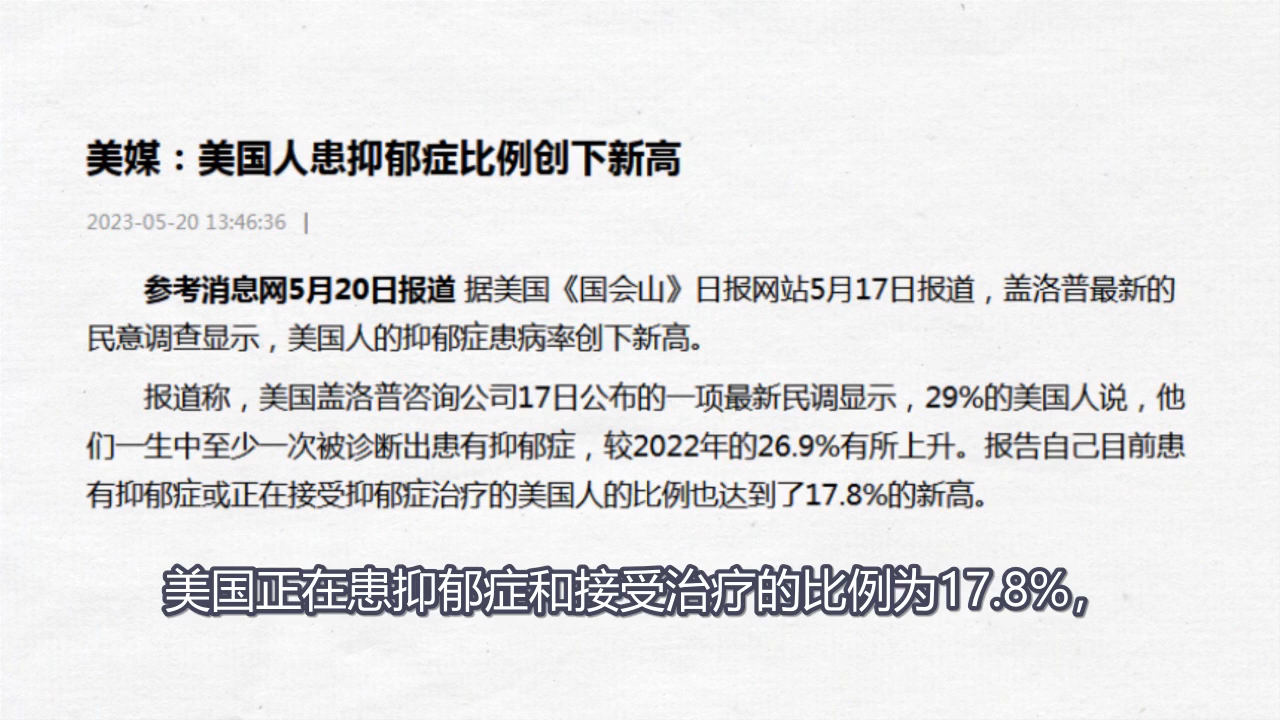 美媒：美国人患抑郁症比例创下新高
2023-05-20 13:46:36 |
参考消息网5月20日报道 据美国《国会山》日报网站5月17日报道，盖洛普最新的
民意调查显示，美国人的抑郁症患病率创下新高。
报道称，美国盖洛普咨询公司17日公布的一项最新民调显示，29%的美国人说，他
们一生中至少一次被诊断出患有抑郁症，较2022年的26.9%有所上升。报告自己目前患
有抑郁症或正在接受抑郁症治疗的美国人的比例也达到了17.8%的新高。
美国正在患抑郁症和接受治疗的比例为17.8%，